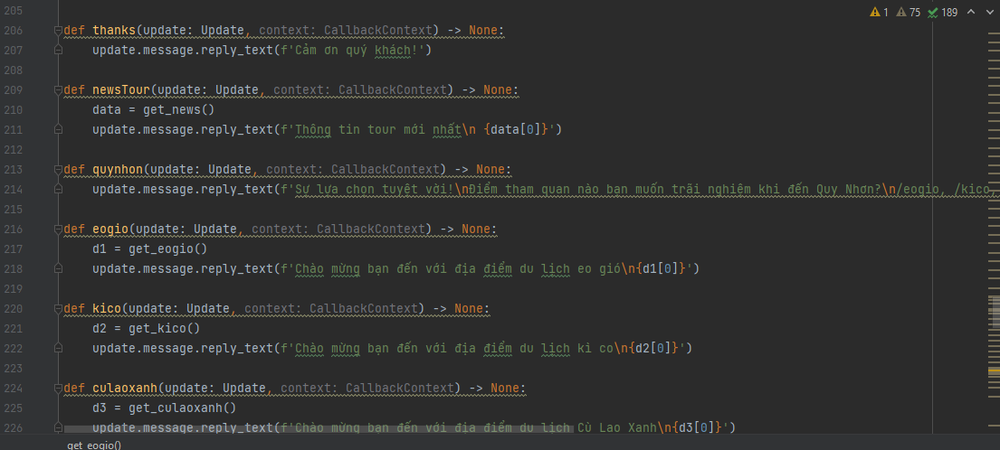 1 75 189
205
206 def thanks(update: Update, context: CallbackContext) -> None:
207 update.message.reply_text(f'Cảm ơn quý khách!')
208
209 def newsTour(update: Update, context: CallbackContext) -> None:
210 data = get_news()
211 update.message.reply_text(f'Thông tin tour mới nhất\n {data[0]}')
212
213 def quynhon(update: Update, context: CallbackContext) -> None:
214 update.message.reply_text(f'Sự lựa chọn tuyệt vời!\nĐiểm tham quan nào bạn muốn trãi nghiệm khi đến Quy Nhơn?\n/eogio, /kico,
215
216 def eogio(update: Update, context: CallbackContext) -> None:
217 d1 = get_eogio()
218 update.message.reply_text(f'Chào mừng bạn đến với địa điểm du lịch eo gió\n{d1[0]}')
219
220 def kico(update: Update, context: CallbackContext) -> None:
221 d2 = get_kico()
222 update.message.reply_text(f'Chào mừng bạn đến với địa điểm du lịch kì co\n{d2[0]}')
223
224 def culaoxanh(update: Update, context: CallbackContext) -> None:
225 d3 = get_culaoxanh()
226 update.message.reply_text(f'Chào mừng bạn đến với địa điểm du lịch Cù Lao Xanh\n{d3[0]}')
get_eogio()